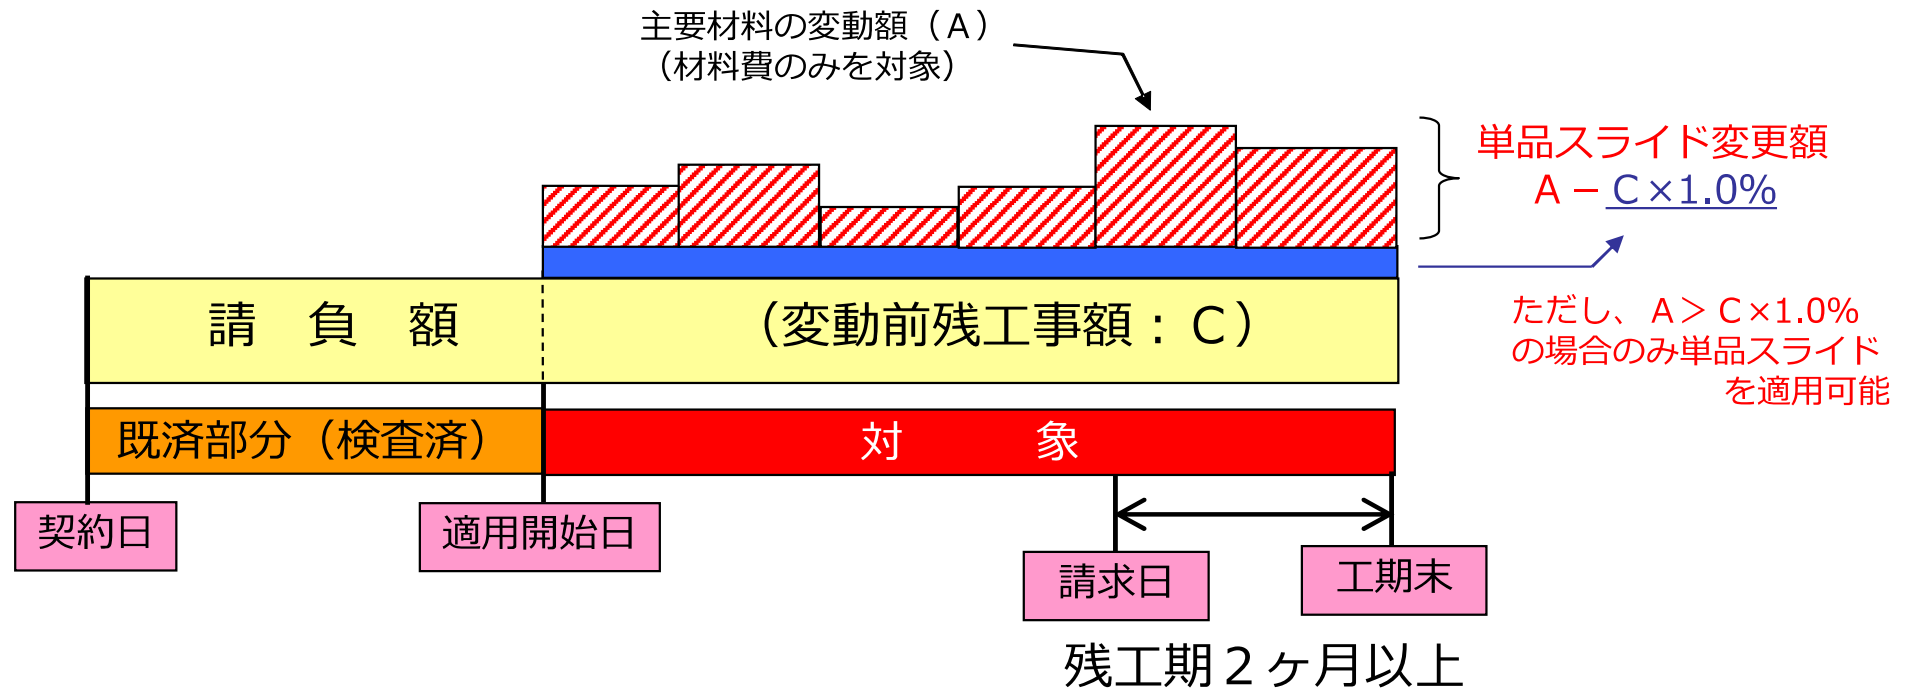 主要材料の変動額（Ａ）
（材料費のみを対象）
単品スライド変更額
Ａ－Ｃ×1.0%
ただし、Ａ＞Ｃ×1.0%
の場合のみ単品スライド
を適用可能
請　負　額　（変動前残工事額：Ｃ）
既済部分（検査済）
対　象
契約日
適用開始日
請求日
工期末
残工期２ヶ月以上